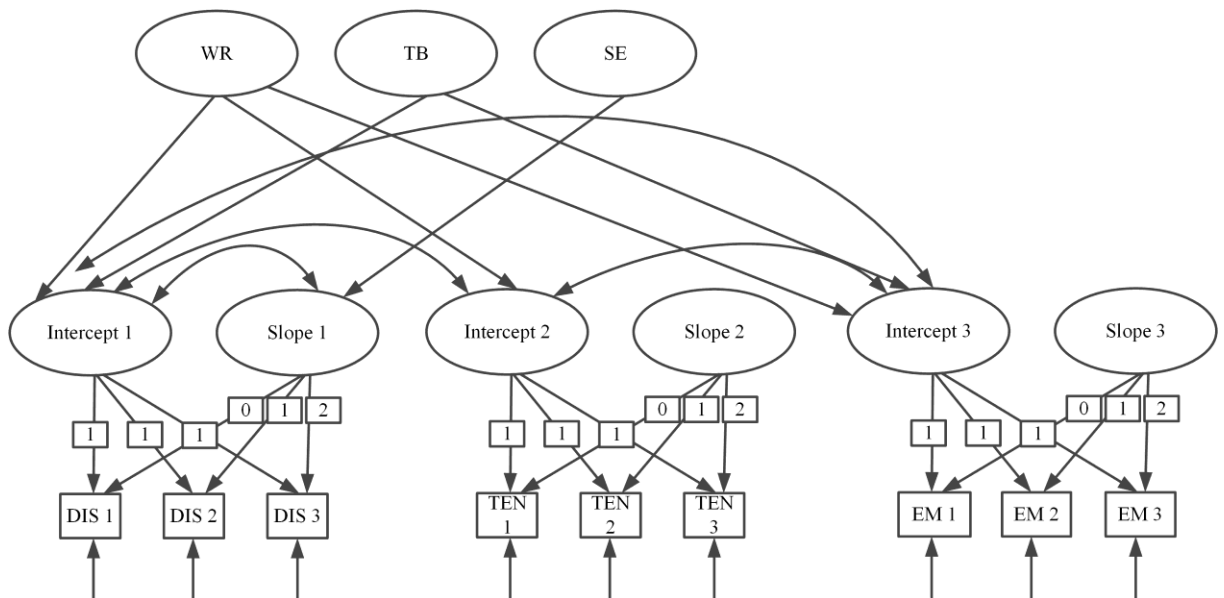 WR
TB
SE
Intercept 1
Slope 1
Intercept 2
Slope 2
Intercept 3
Slope 3
0
1
2
0
1
2
0
1
2
1
1
1
1
1
1
1
1
1
DIS 1
DIS 2
DIS 3
TEN
1
TEN
2
TEN
3
EM 1
EM 2
EM 3